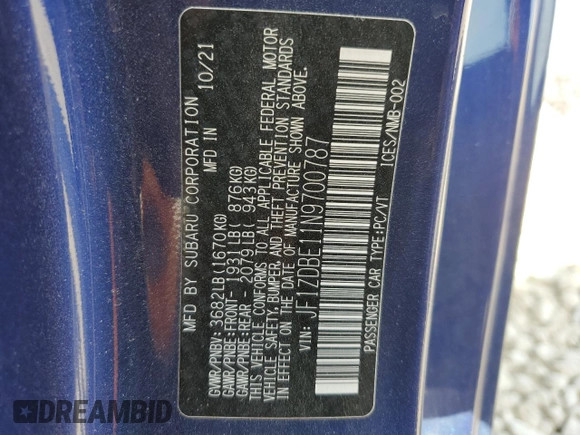 MFD BY SUBARU CORPORATION
MFD IN 10/21
GVWR/PNBV:3682LB(1670KG)
GAWR/PNBE:FRONT- 1931LB( 876KG)
GAWR/PNBE:REAR - 2079LB( 943KG)
THIS VEHICLE CONFORMS TO ALL APPLICABLE FEDERAL MOTOR
VEHICLE SAFETY,BUMPER, AND THEFT PREVENTION STANDARDS
IN EFFECT ON THE DATE OF MANUFACTURE SHOWN ABOVE.
VIN: JF1ZDBE11N9700787
PASSENGER CAR TYPE:PC/VT ICES/NMB-002
DREAMBID